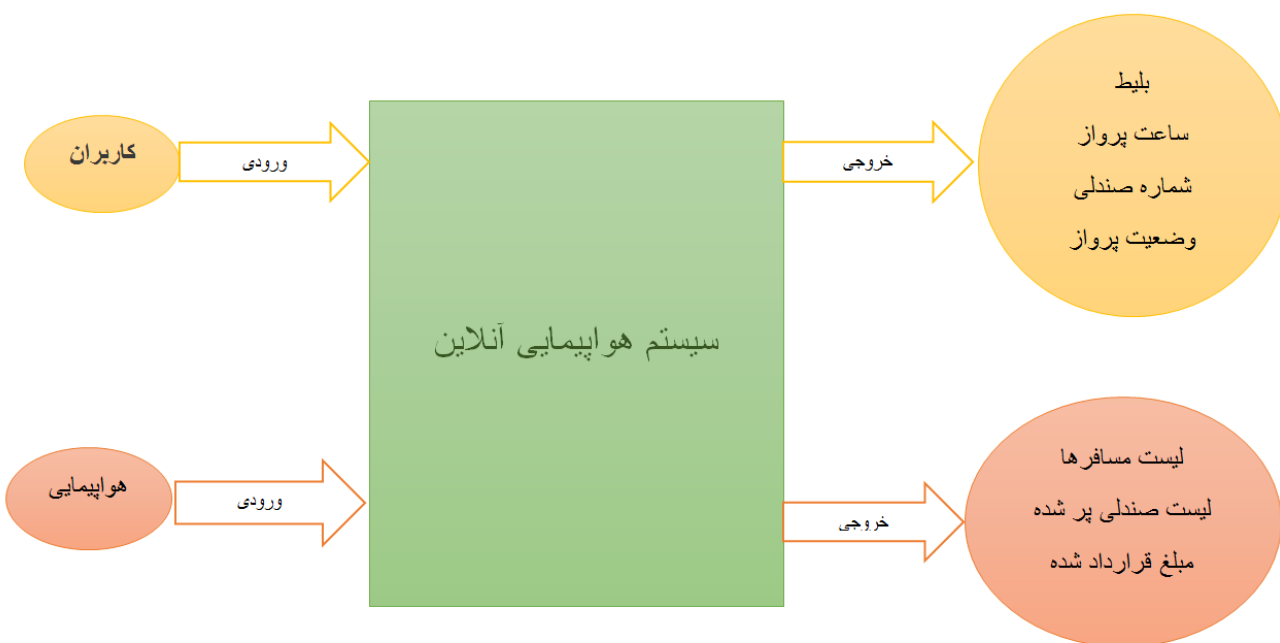 کاربران
ورودی
سیستم هواپیمایی آنلاین
خروجی
بلیط
ساعت پرواز
شماره صندلی
وضعیت پرواز
هواپیمایی
ورودی
خروجی
لیست مسافرها
لیست صندلی پر شده
مبلغ قرارداد شده